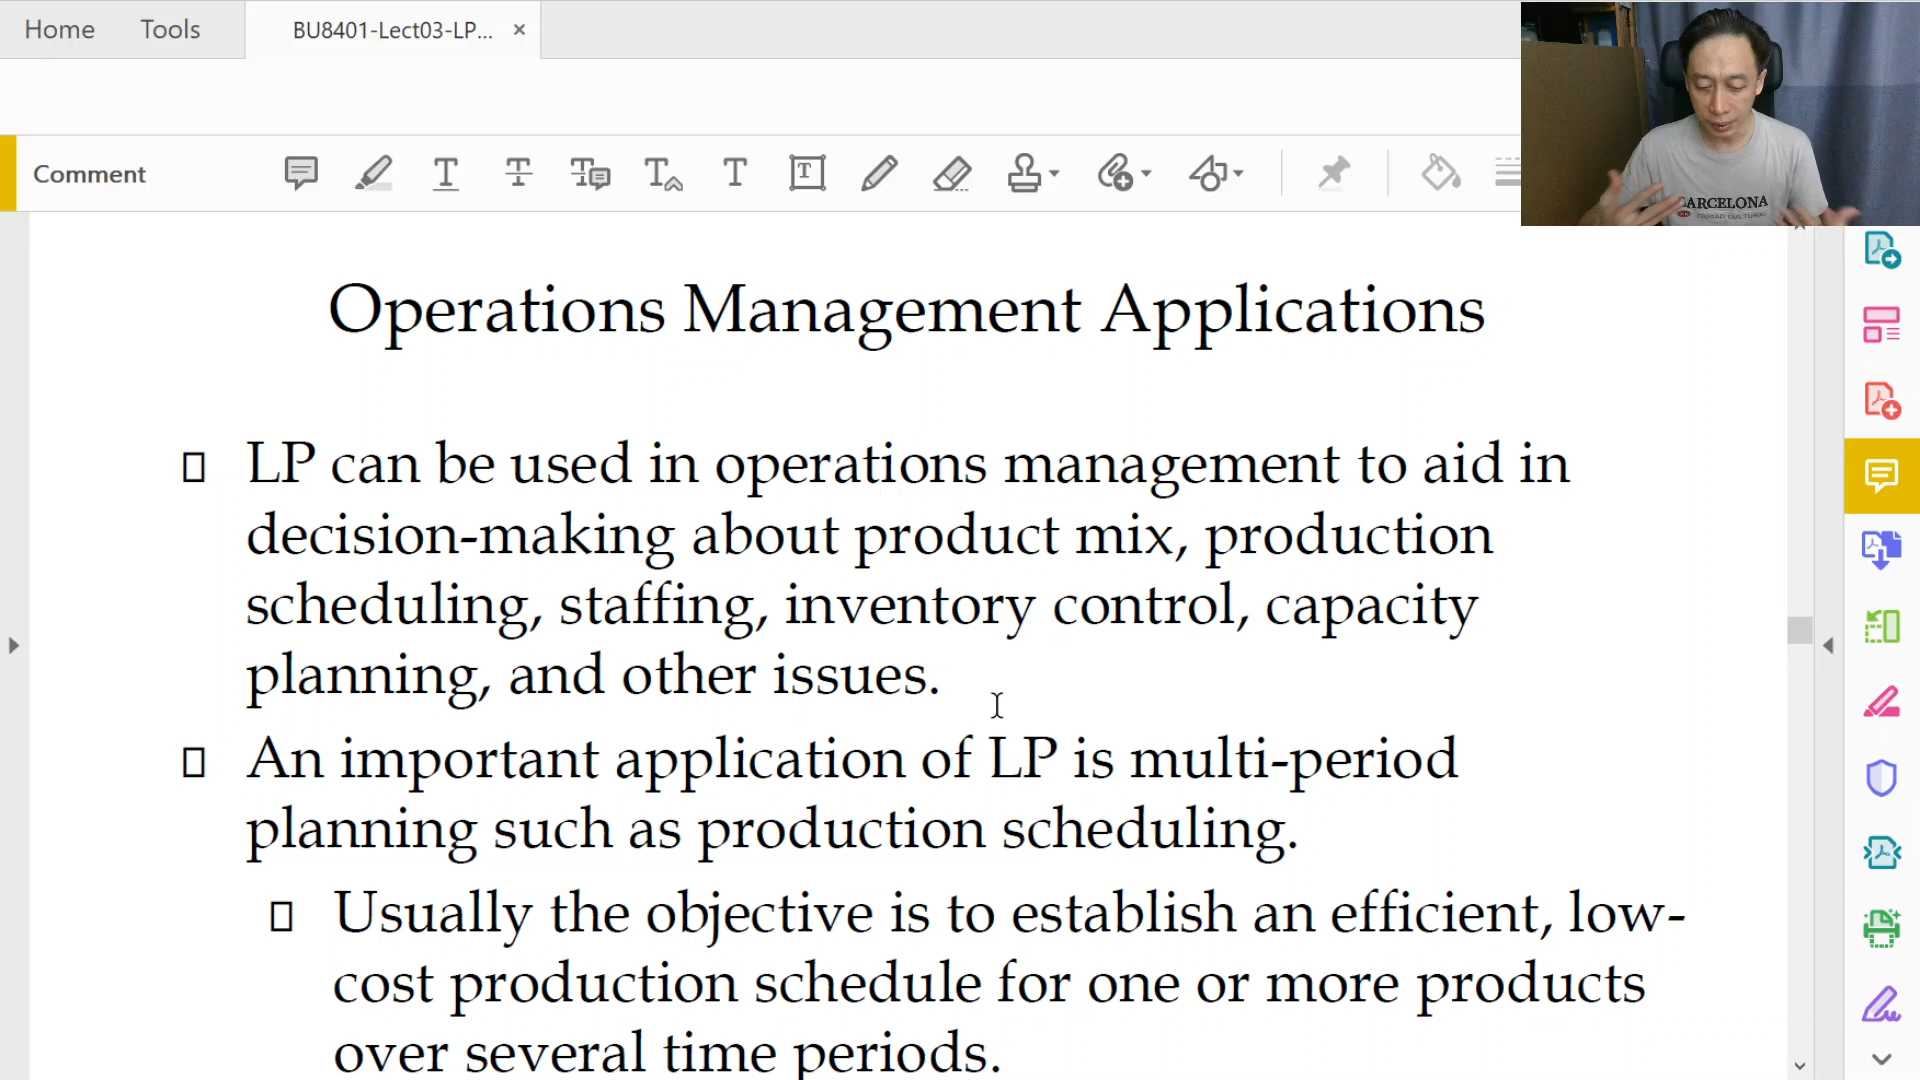 Home Tools BU8401-Lect03-LP... ×
Comment
ARCELONA
Operations Management Applications
LP can be used in operations management to aid in
decision-making about product mix, production
scheduling, staffing, inventory control, capacity
planning, and other issues.
An important application of LP is multi-period
planning such as production scheduling.
Usually the objective is to establish an efficient, low-
cost production schedule for one or more products
over several time periods.